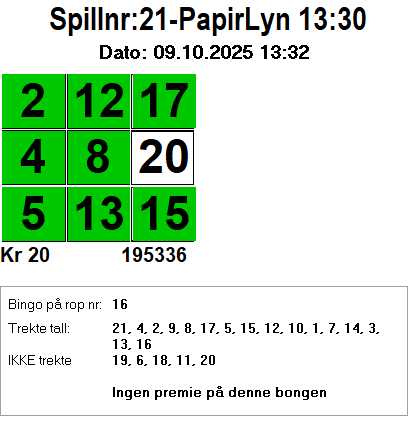 Spillnr:21-PapirLyn 13:30
Dato: 09.10.2025 13:32
2 12 17
4 8 20
5 13 15
Kr 20 195336
Bingo på rop nr: 16
Trekte tall: 21, 4, 2, 9, 8, 17, 5, 15, 12, 10, 1, 7, 14, 3,
13, 16
IKKE trekte 19, 6, 18, 11, 20
Ingen premie på denne bongen